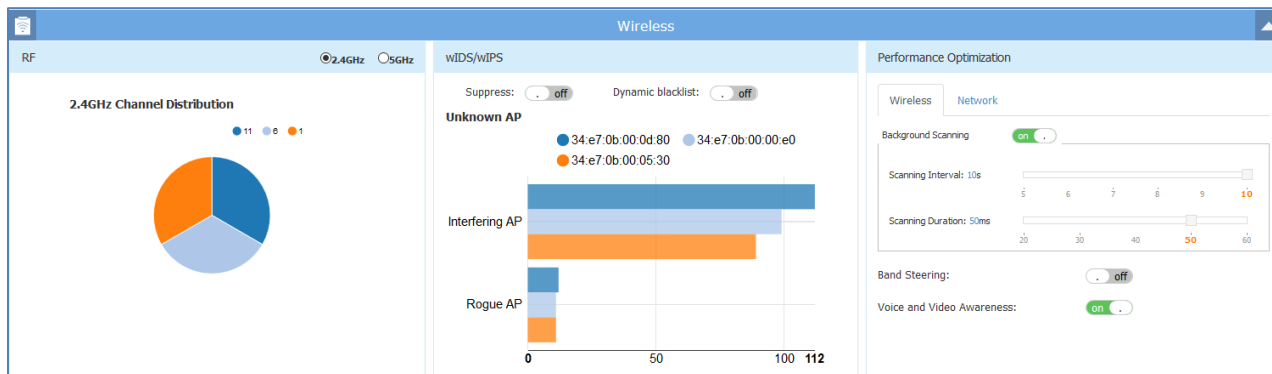 Wireless
RF
2.4GHz 5GHz
2.4GHz Channel Distribution
11 6 1
wIDS/wIPS
Suppress: . off Dynamic blacklist: . off
Unknown AP
34:e7:0b:00:0d:80 34:e7:0b:00:00:e0
34:e7:0b:00:05:30
Interfering AP
Rogue AP
0 50 100 112
Performance Optimization
Wireless Network
Background Scanning on .
Scanning Interval: 10s
5 6 7 8 9 10
Scanning Duration: 50ms
20 30 40 50 60
Band Steering: . off
Voice and Video Awareness: on .